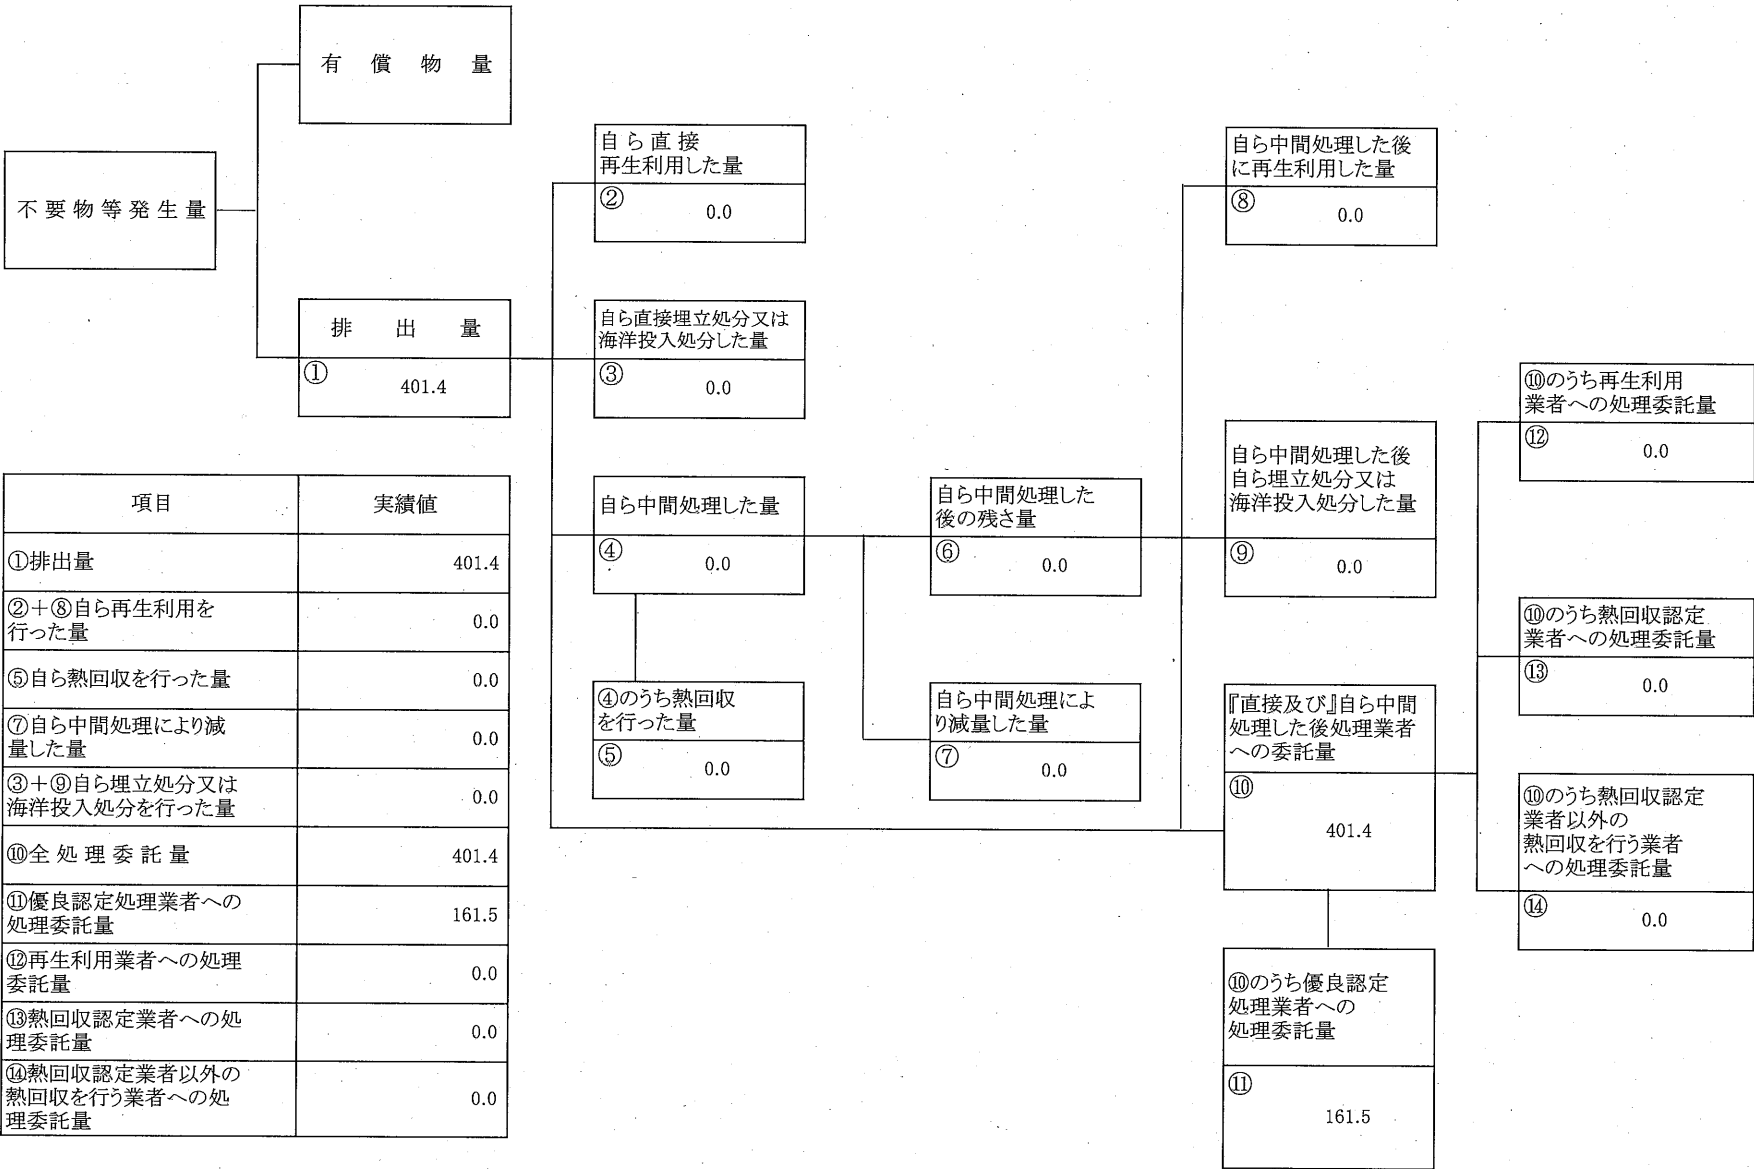 有償物量
不要物等発生量
排出量
①
401.4
自ら直接
再生利用した量
②
0.0
自ら直接埋立処分又は
海洋投入処分した量
③
0.0
自ら中間処理した量
④
0.0
④のうち熱回収
を行った量
⑤
0.0
自ら中間処理した
後の残さ量
⑥
0.0
自ら中間処理によ
り減量した量
⑦
0.0
自ら中間処理した後
に再生利用した量
⑧
0.0
自ら中間処理した後
自ら埋立処分又は
海洋投入処分した量
⑨
0.0
『直接及び』自ら中間
処理した後処理業者
への委託量
⑩
401.4
⑩のうち優良認定
処理業者への
処理委託量
⑪
161.5
⑩のうち再生利用
業者への処理委託量
⑫
0.0
⑩のうち熱回収認定
業者への処理委託量
⑬
0.0
⑩のうち熱回収認定
業者以外の
熱回収を行う業者
への処理委託量
⑭
0.0
項目 実績値
①排出量 401.4
②+⑧自ら再生利用を
行った量 0.0
⑤自ら熱回収を行った量 0.0
⑦自ら中間処理により減
量した量 0.0
③+⑨自ら埋立処分又は
海洋投入処分を行った量 0.0
⑩全処理委託量 401.4
⑪優良認定処理業者への
処理委託量 161.5
⑫再生利用業者への処理
委託量 0.0
⑬熱回収認定業者への処
理委託量 0.0
⑭熱回収認定業者以外の
熱回収を行う業者への処
理委託量 0.0